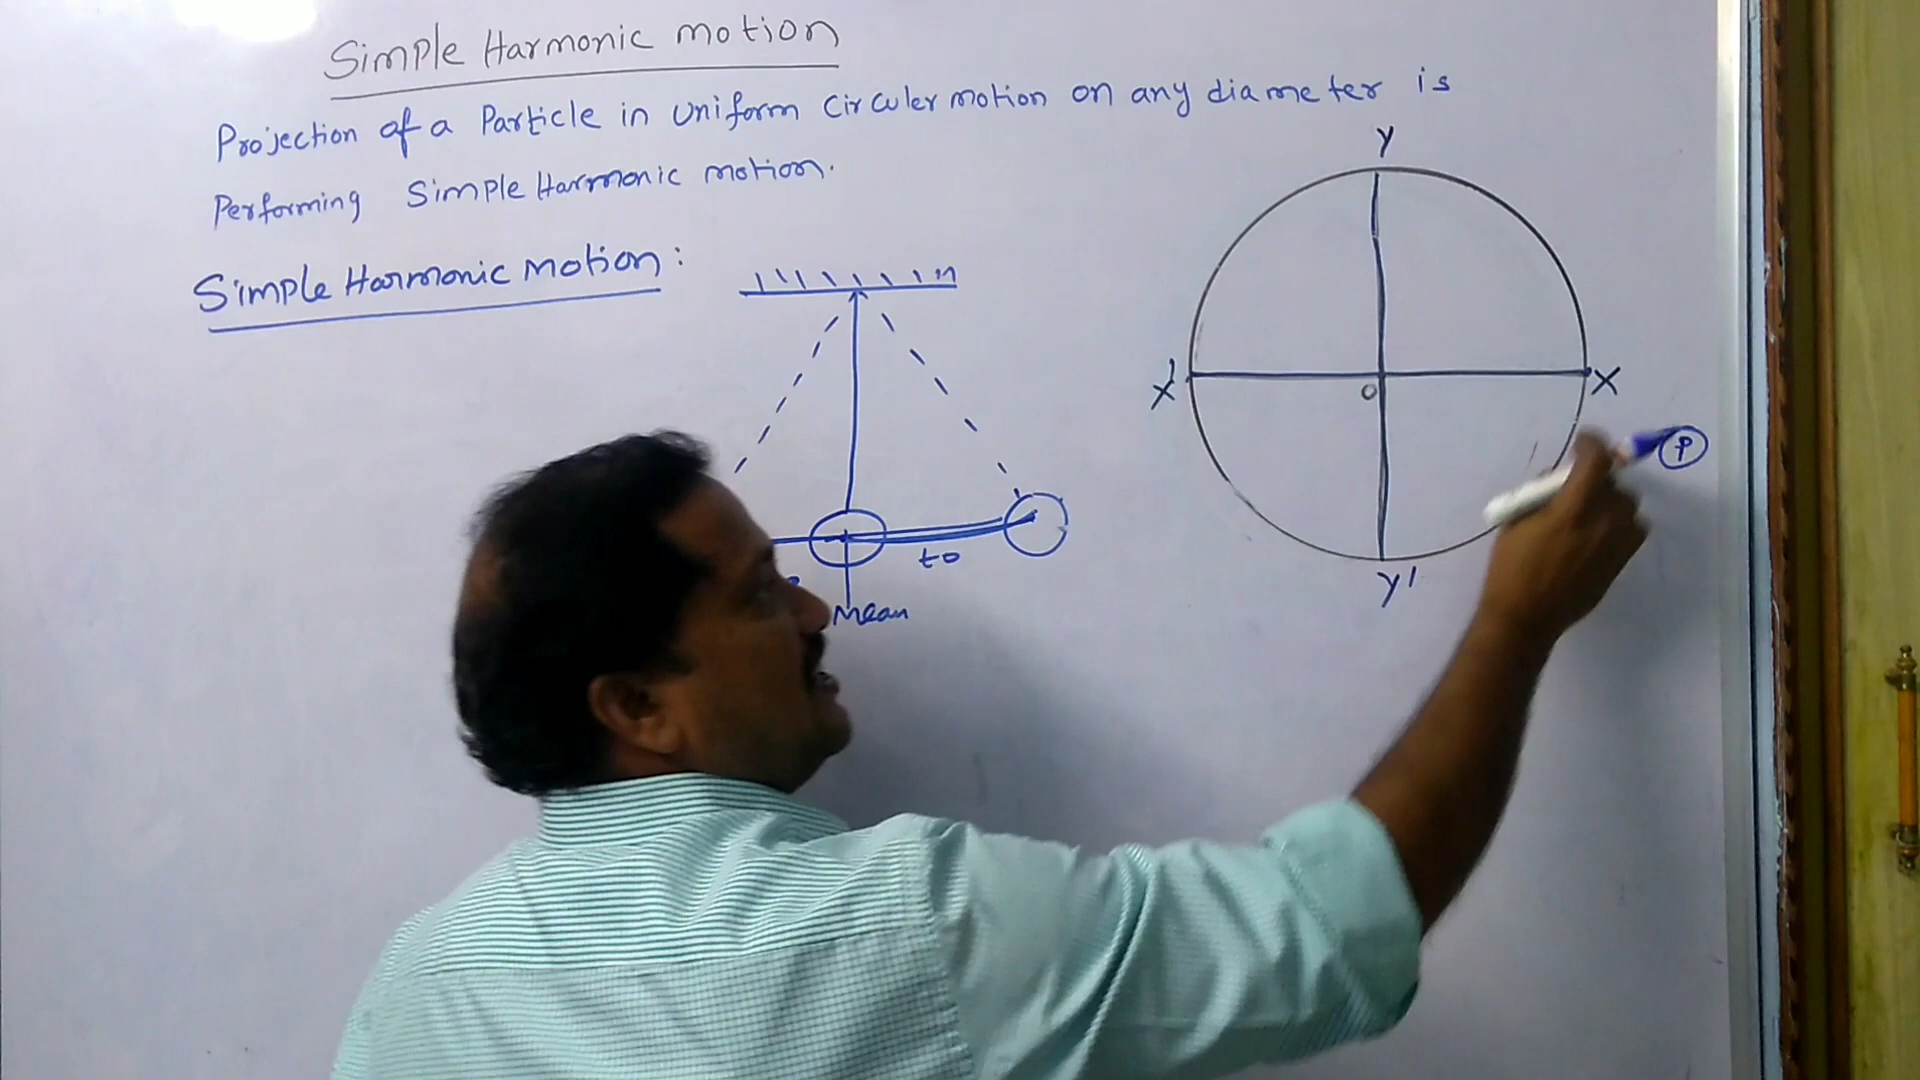 Simple Harmonic motion
Projection of a Particle in uniform Circuler motion on any diameter is
Performing Simple Harmonic motion.
Simple Harmonic motion:
Y
X'
X
O
P
to
Y'
Mean